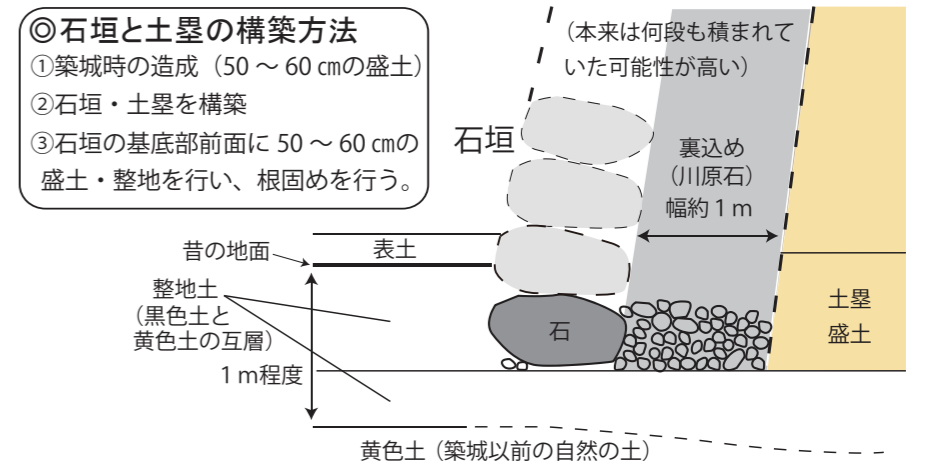 ◎石垣と土塁の構築方法
①築城時の造成（50 ～ 60 ㎝の盛土）
②石垣・土塁を構築
③石垣の基底部前面に 50 ～ 60 ㎝の
盛土・整地を行い、根固めを行う。
（本来は何段も積まれて
いた可能性が高い）
石垣
裏込め
（川原石）
幅約１ｍ
昔の地面
表土
整地土
（黒色土と
黄色土の互層）
１ｍ程度
石
土塁
盛土
黄色土（築城以前の自然の土）